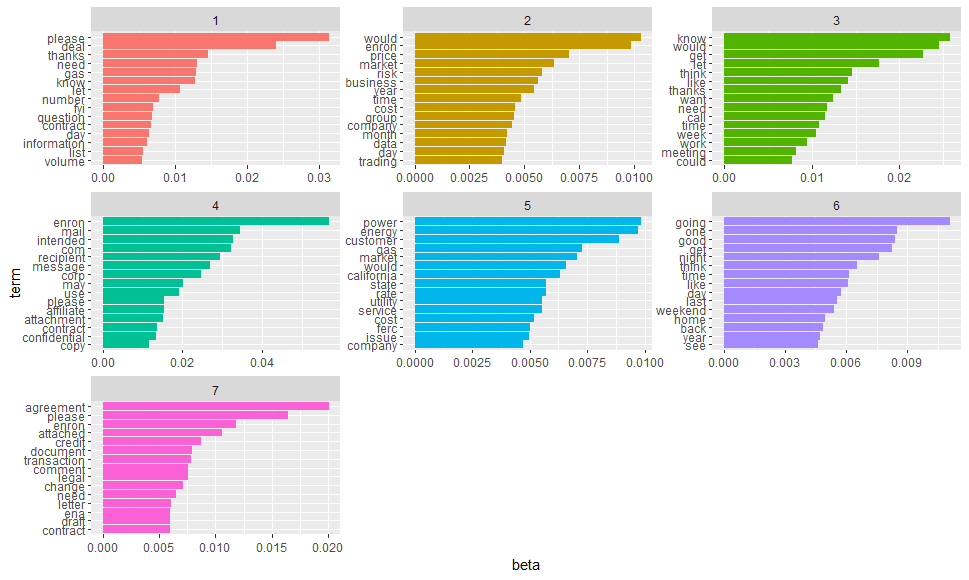 1
please
deal
thanks
need
gas
know
let
number
fyi
question
contract
day
information
list
volume
0.00 0.01 0.02 0.03
2
would
enron
price
market
risk
business
year
time
cost
group
company
month
data
day
trading
0.0000 0.0025 0.0050 0.0075 0.0100
3
know
would
get
let
think
like
thanks
want
need
call
time
week
work
meeting
could
0.00 0.01 0.02
4
enron
mail
intended
com
recipient
message
corp
may
use
please
affiliate
attachment
contract
confidential
copy
0.00 0.02 0.04
5
power
energy
customer
gas
market
would
california
state
rate
utility
service
cost
ferc
issue
company
0.0000 0.0025 0.0050 0.0075 0.0100
6
going
one
good
get
night
think
time
like
day
last
weekend
home
back
year
see
0.000 0.003 0.006 0.009
7
agreement
please
enron
attached
credit
document
transaction
comment
legal
change
need
letter
ena
draft
contract
0.000 0.005 0.010 0.015 0.020
term
beta